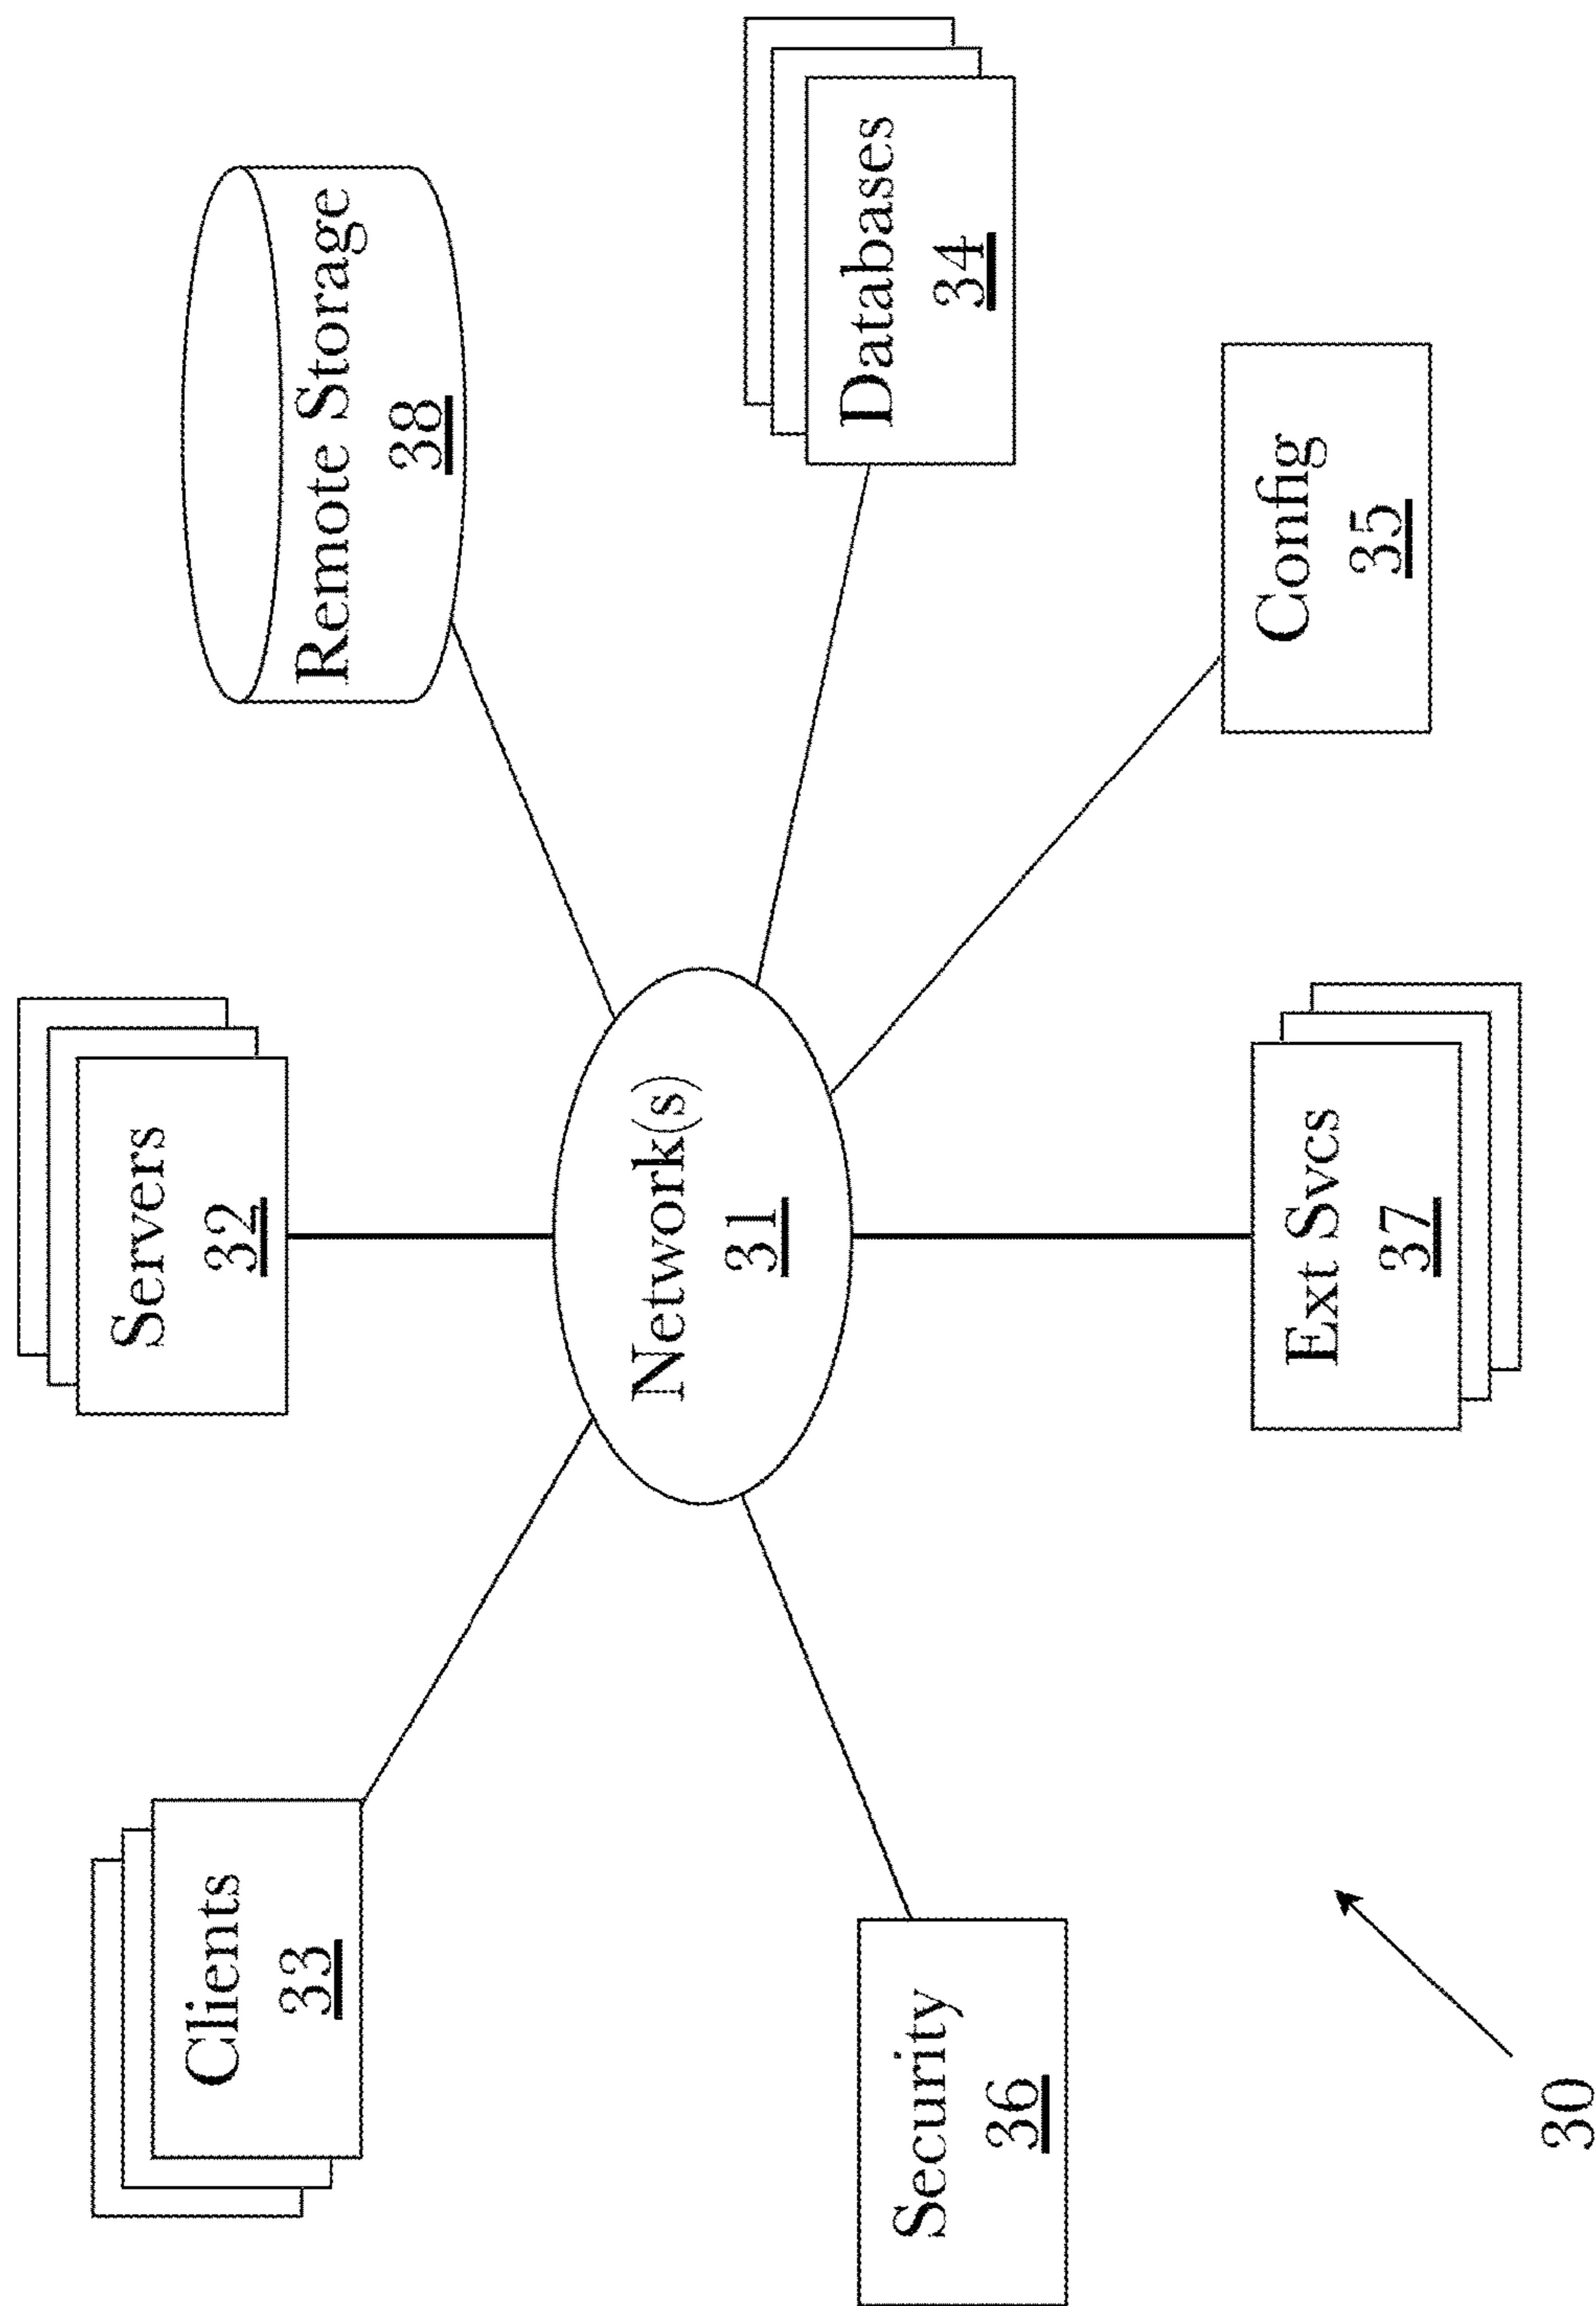 Servers
32
Clients
33
Remote Storage
38
Network(s)
31
Databases
34
Security
36
Ext Svcs
37
Config
35
30